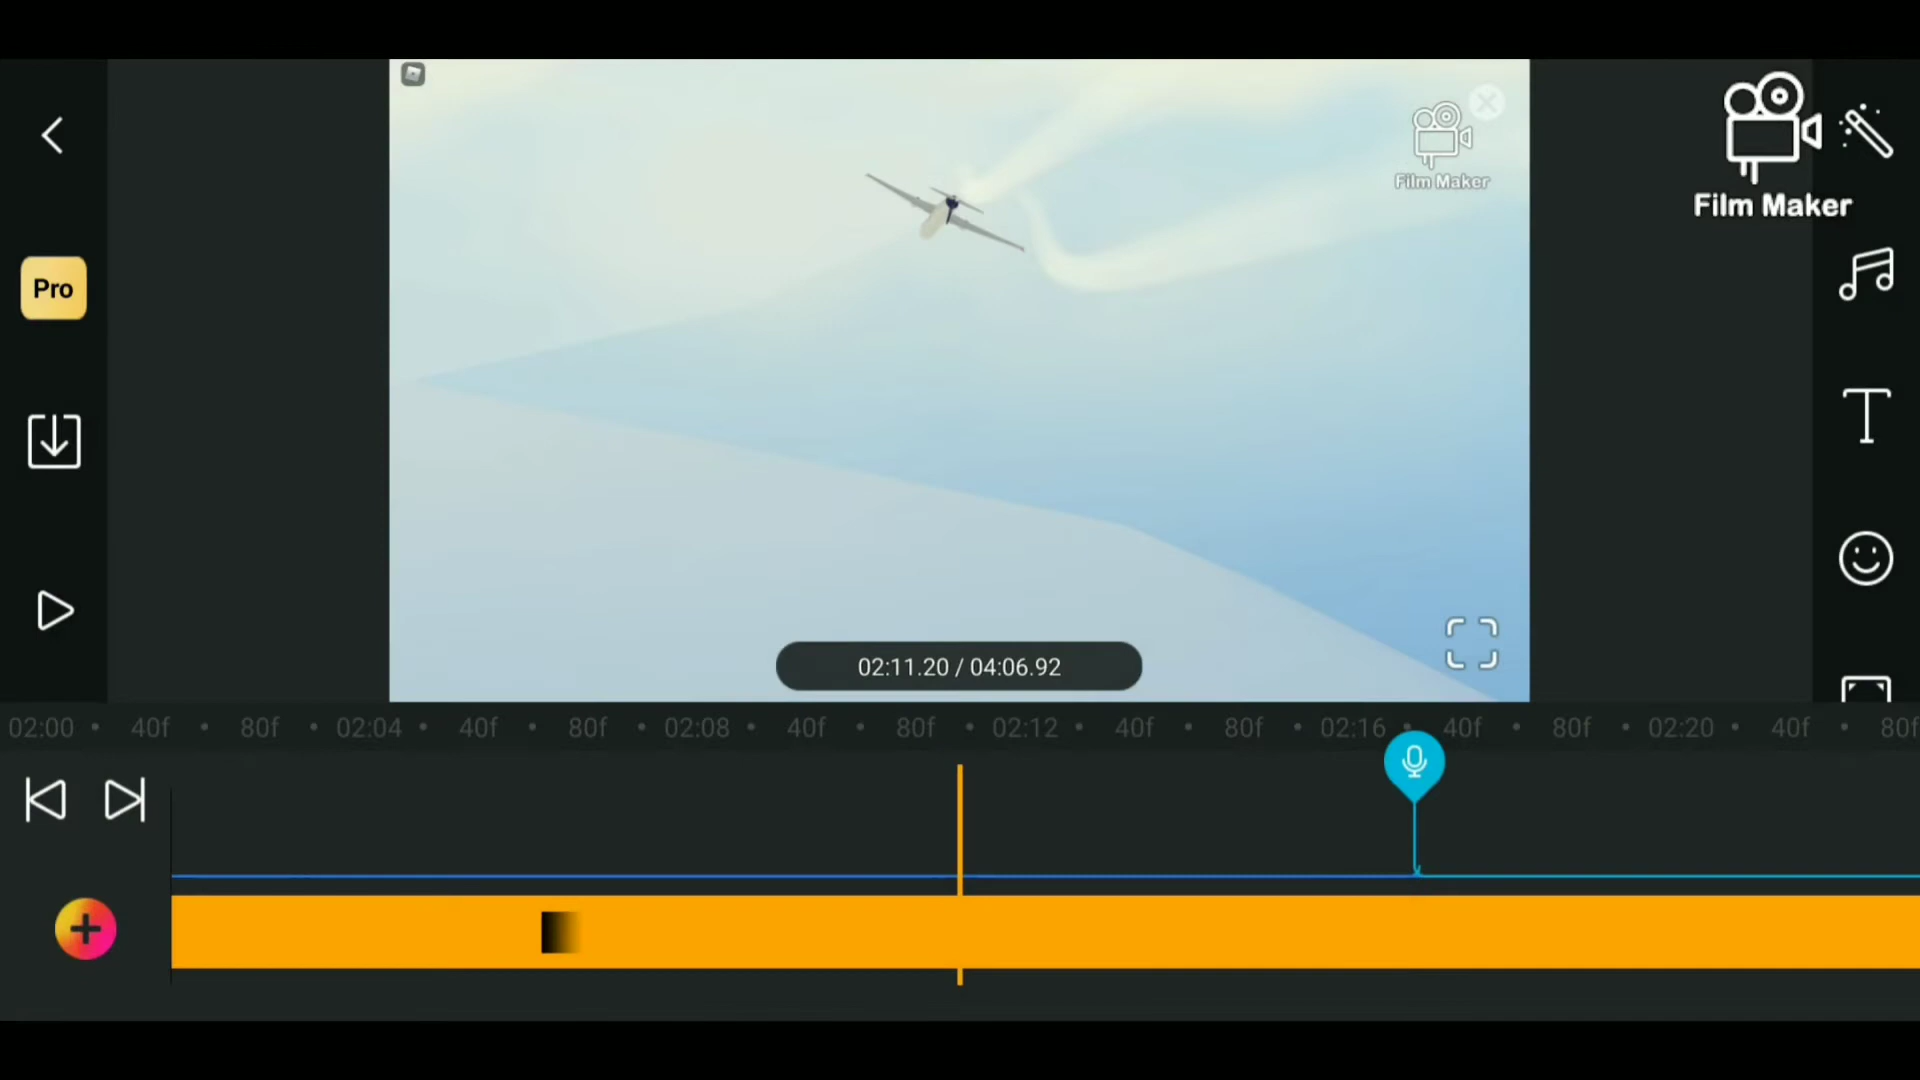 Film Maker
Film Maker
Pro
02:11.20 / 04:06.92
02:00 • 40f • 80f • 02:04 • 40f • 80f • 02:08 • 40f • 80f • 02:12 • 40f • 80f • 02:16 • 40f • 80f • 02:20 • 40f • 80f